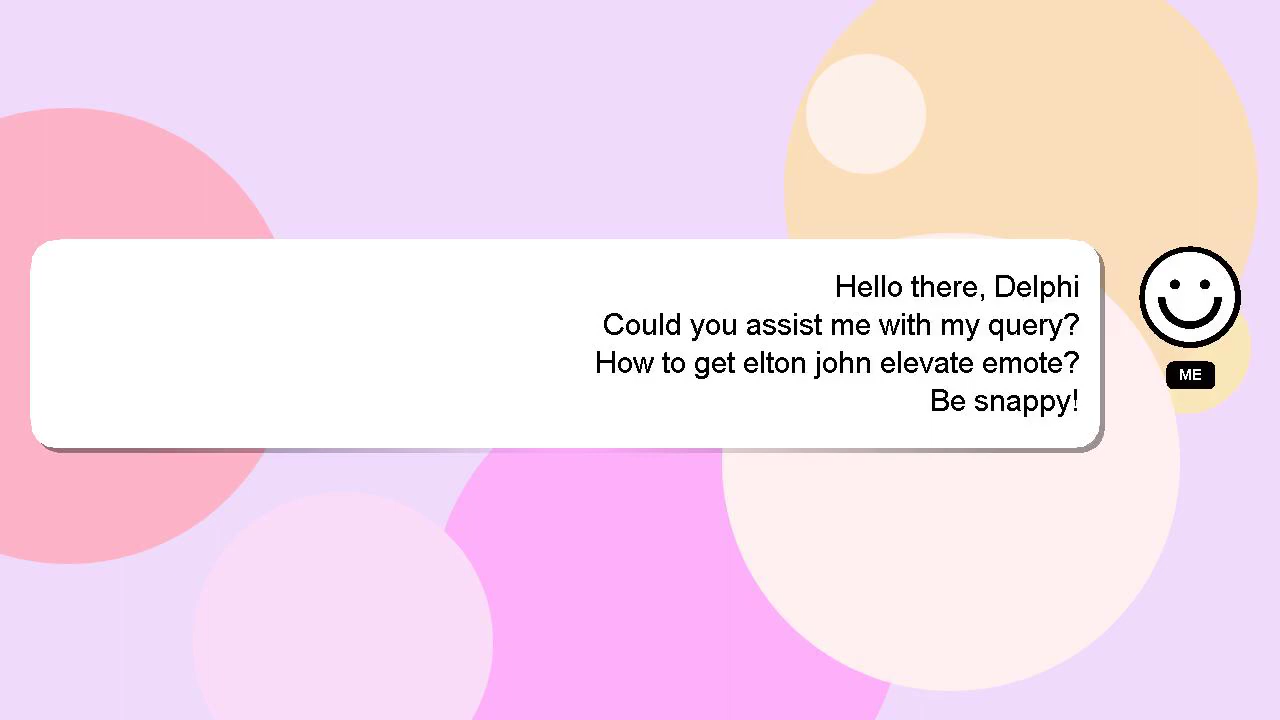 Hello there, Delphi
Could you assist me with my query?
How to get elton john elevate emote?
Be snappy!
ME